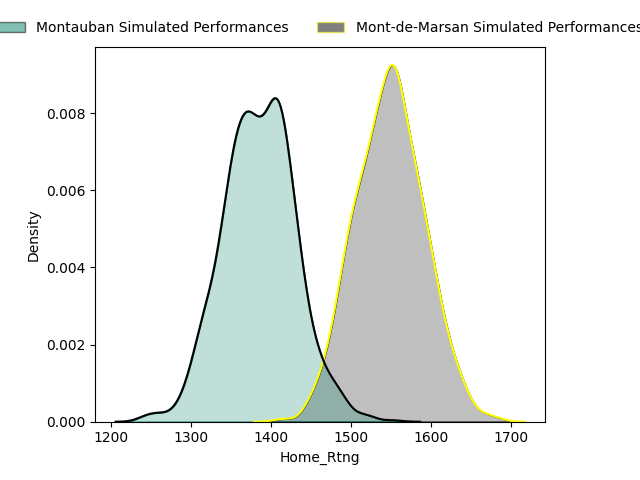 Montauban Simulated Performances Mont-de-Marsan Simulated Performances
0.008
0.006
0.004
0.002
0.000
Density
1200 1300 1400 1500 1600 1700
Home_Rtng